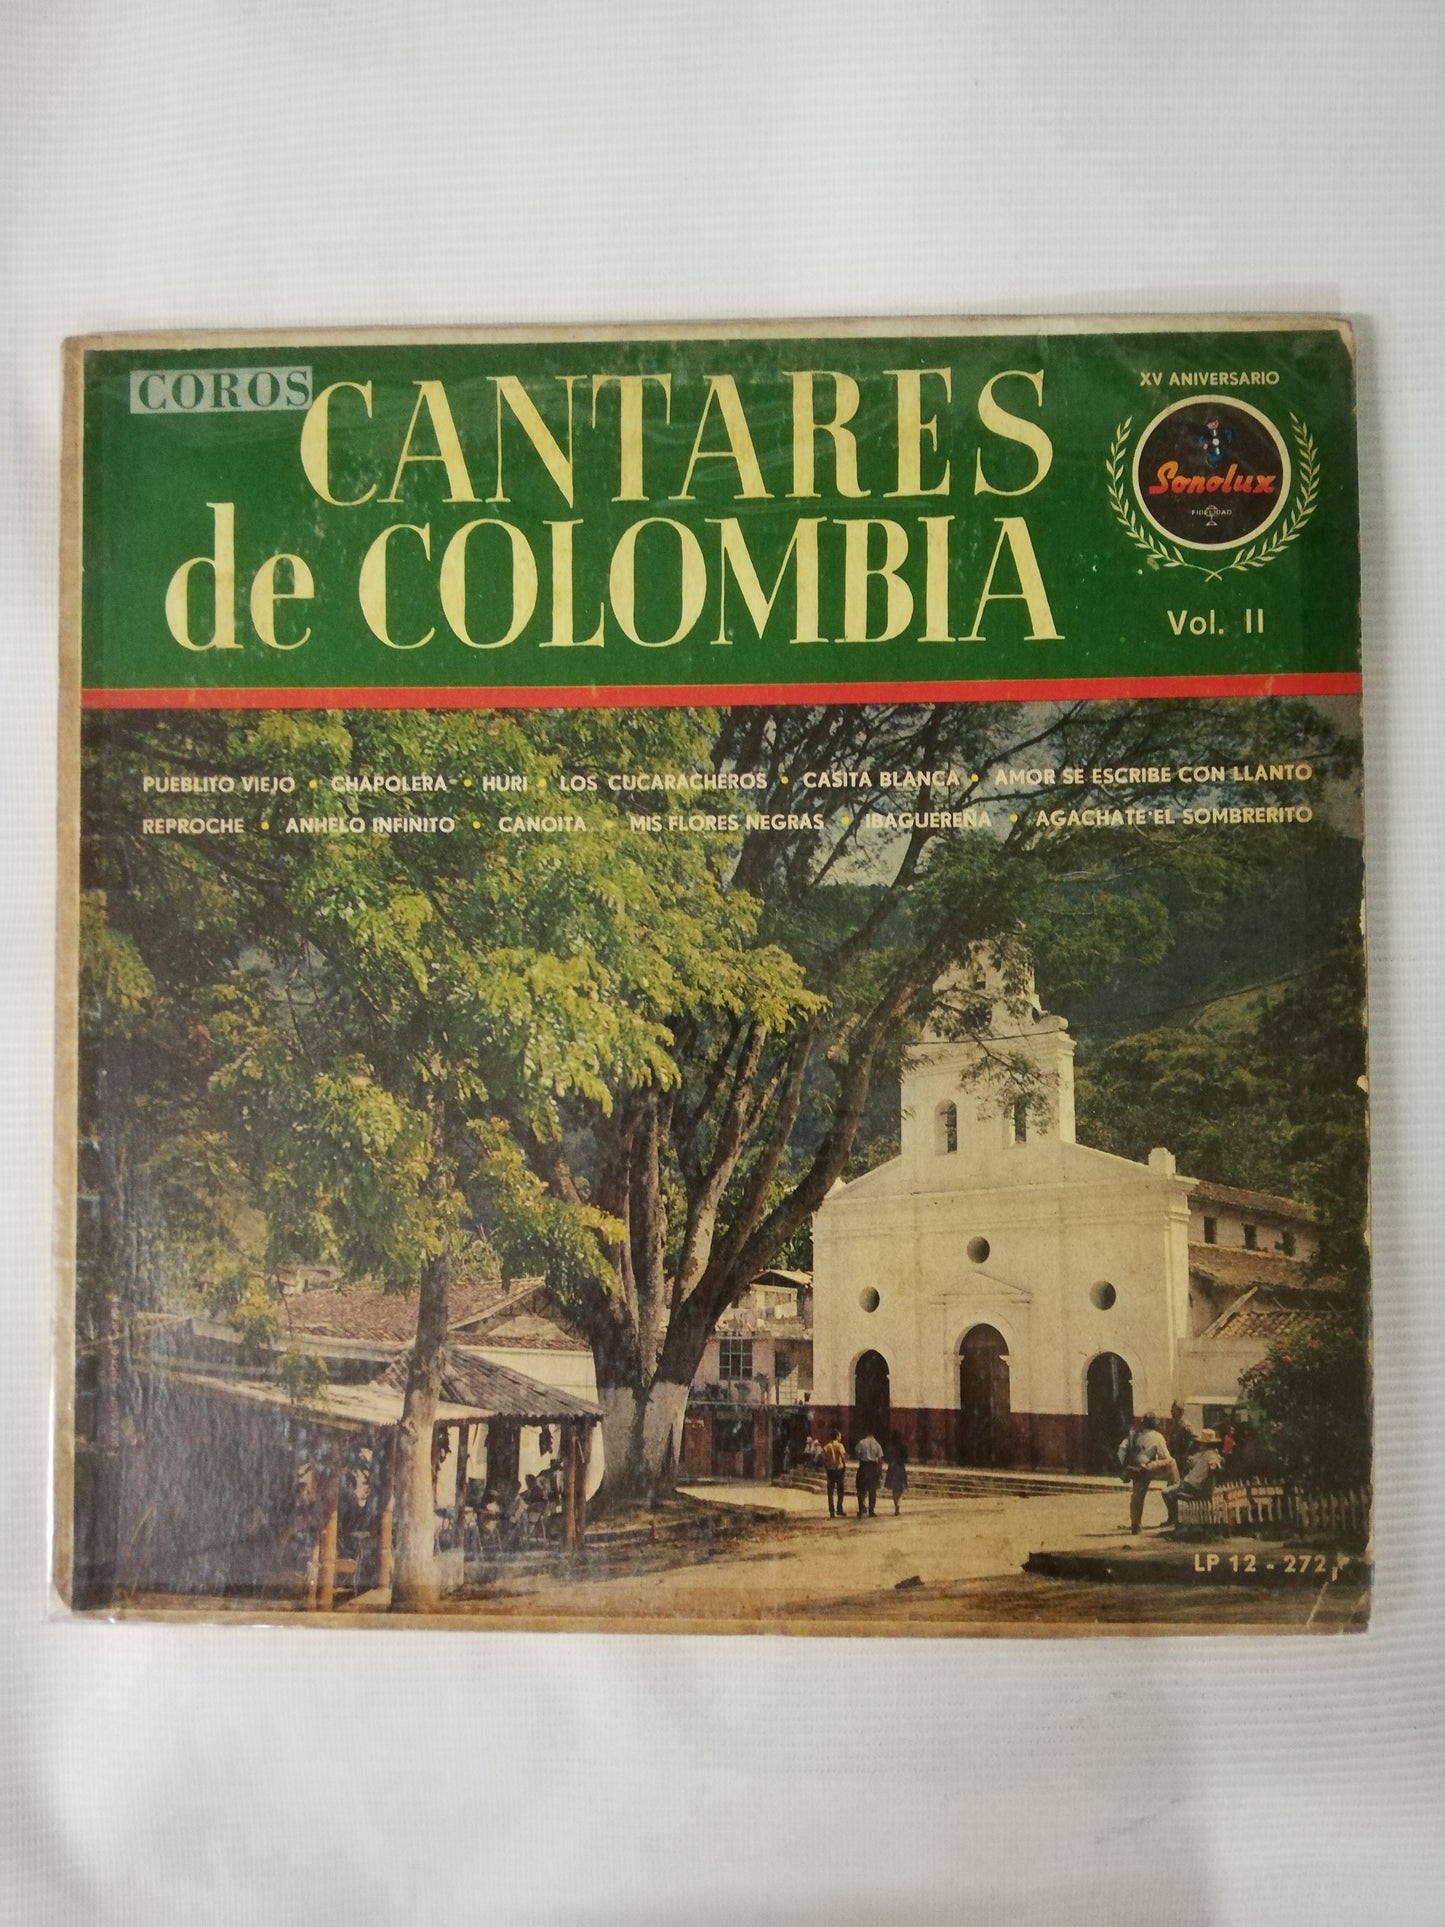 COROS
CANTARES
de COLOMBIA
XV ANIVERSARIO
Sonolux
FIDELIDAD
Vol. II
PUEBLITO VIEJO • CHAPOLERA • HURI • LOS CUCARACHEROS • CASITA BLANCA • AMOR SE ESCRIBE CON LLANTO
REPROCHE • ANHELO INFINITO • CANOITA • MIS FLORES NEGRAS • IBAGUEREÑA • AGACHATE EL SOMBRERITO
LP 12 - 272